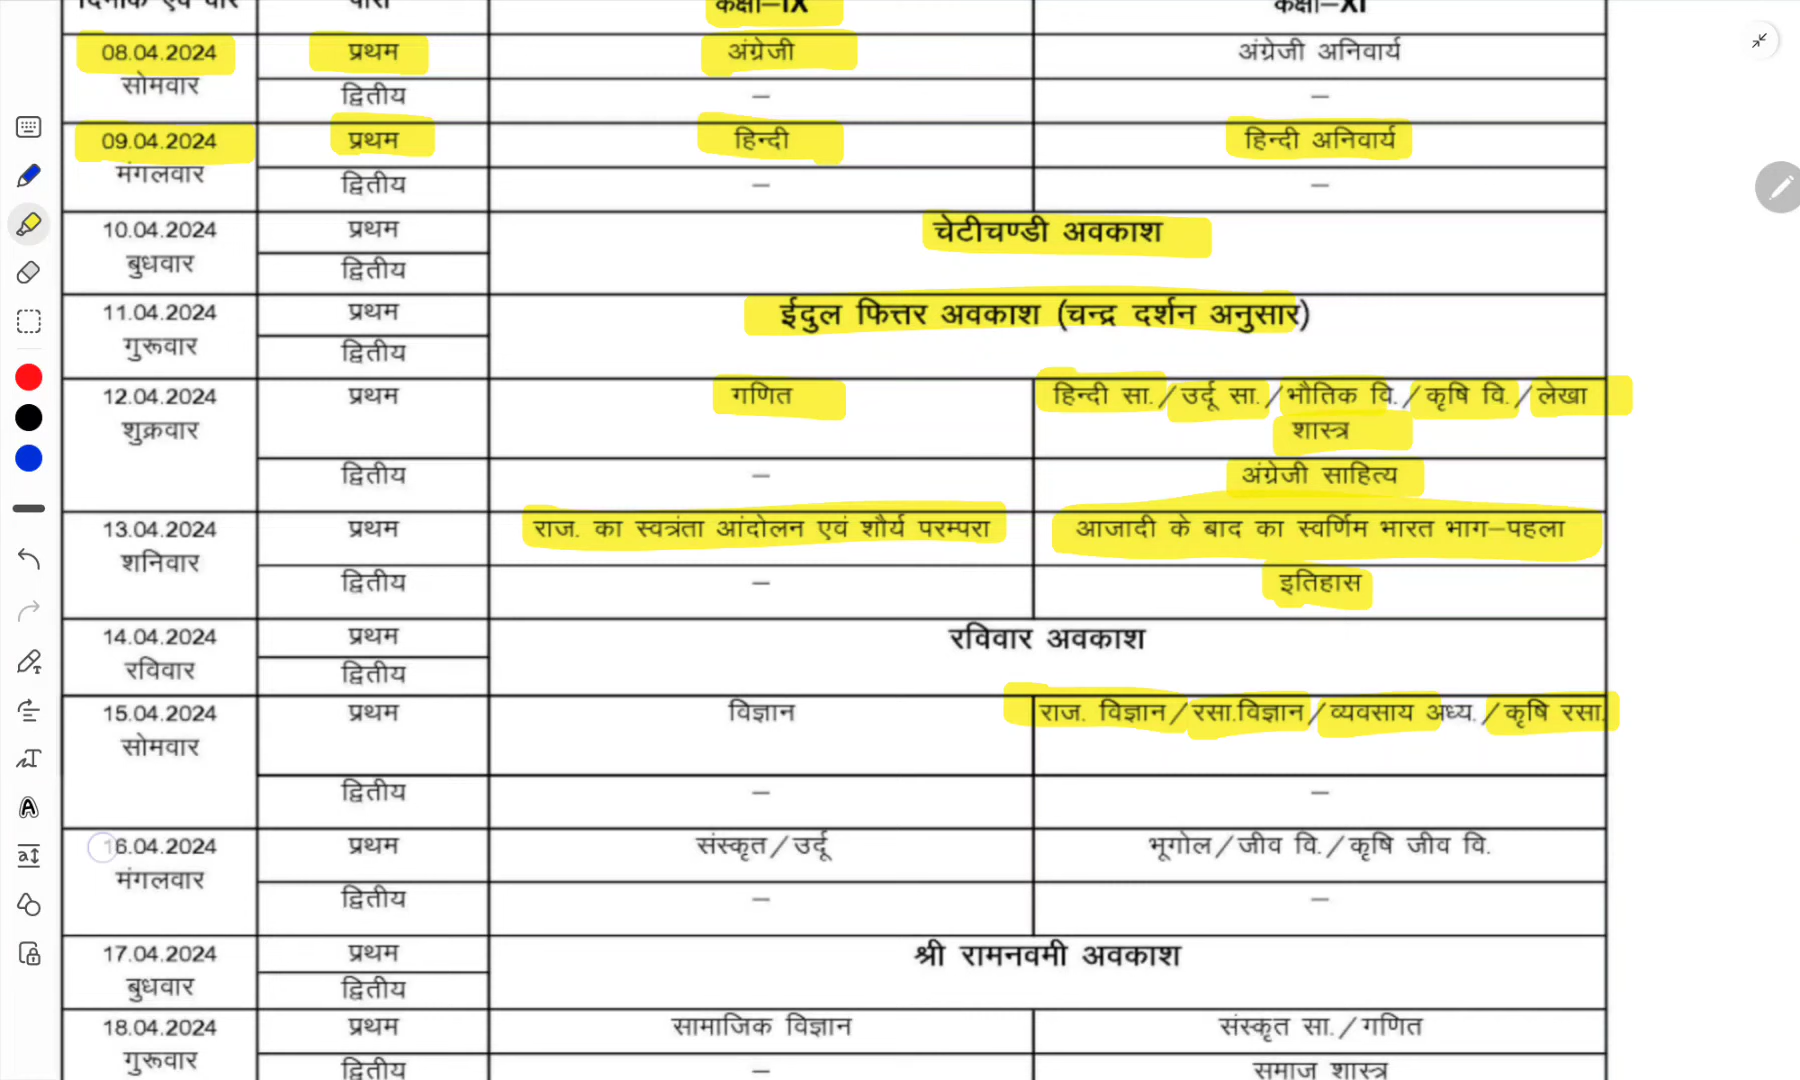 दिनांक एवं वार पारी कक्षा–IX कक्षा–XI
08.04.2024 प्रथम अंग्रेजी अंग्रेजी अनिवार्य
सोमवार द्वितीय – –
09.04.2024 प्रथम हिन्दी हिन्दी अनिवार्य
मंगलवार द्वितीय – –
10.04.2024 प्रथम चेटीचण्डी अवकाश
बुधवार द्वितीय
11.04.2024 प्रथम ईदुल फित्तर अवकाश (चन्द्र दर्शन अनुसार)
गुरूवार द्वितीय
12.04.2024 प्रथम गणित हिन्दी सा./उर्दू सा./भौतिक वि./कृषि वि./लेखा
शुक्रवार शास्त्र
द्वितीय – अंग्रेजी साहित्य
13.04.2024 प्रथम राज. का स्वत्रंता आंदोलन एवं शौर्य परम्परा आजादी के बाद का स्वर्णिम भारत भाग–पहला
शनिवार द्वितीय – इतिहास
14.04.2024 प्रथम रविवार अवकाश
रविवार द्वितीय
15.04.2024 प्रथम विज्ञान राज. विज्ञान/रसा.विज्ञान/व्यवसाय अध्य./कृषि रसा.
सोमवार
द्वितीय – –
16.04.2024 प्रथम संस्कृत/उर्दू भूगोल/जीव वि./कृषि जीव वि.
मंगलवार द्वितीय – –
17.04.2024 प्रथम श्री रामनवमी अवकाश
बुधवार द्वितीय
18.04.2024 प्रथम सामाजिक विज्ञान संस्कृत सा./गणित
गुरूवार द्वितीय – समाज शास्त्र